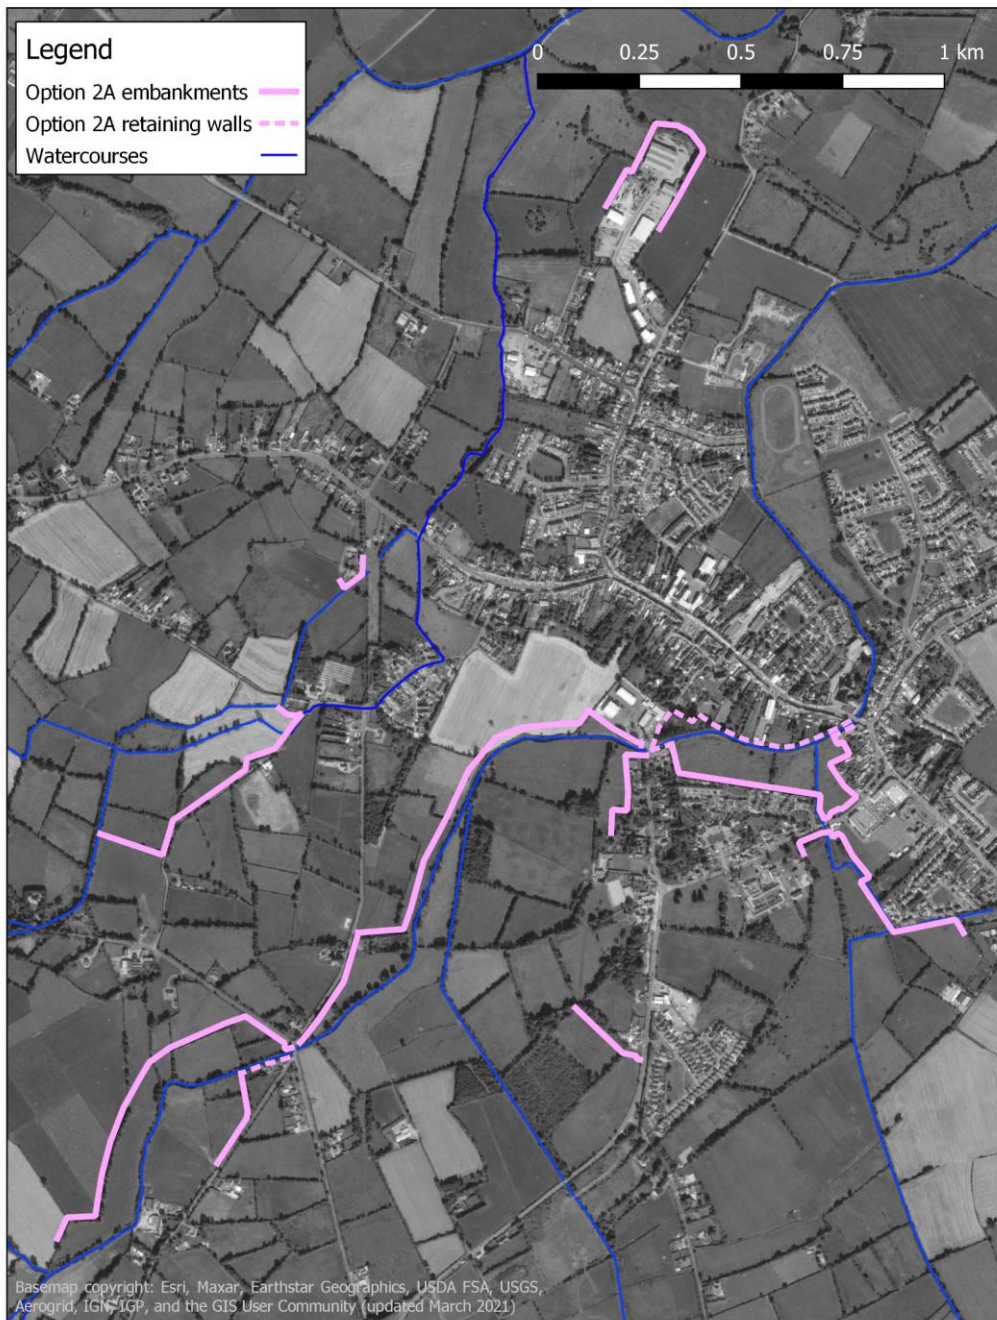 Legend
Option 2A embankments
Option 2A retaining walls
Watercourses
0 0.25 0.5 0.75 1 km
Basemap copyright: Esri, Maxar, Earthstar Geographics, USDA FSA, USGS,
Aerogrid, IGN, IGP, and the GIS User Community (updated March 2021)